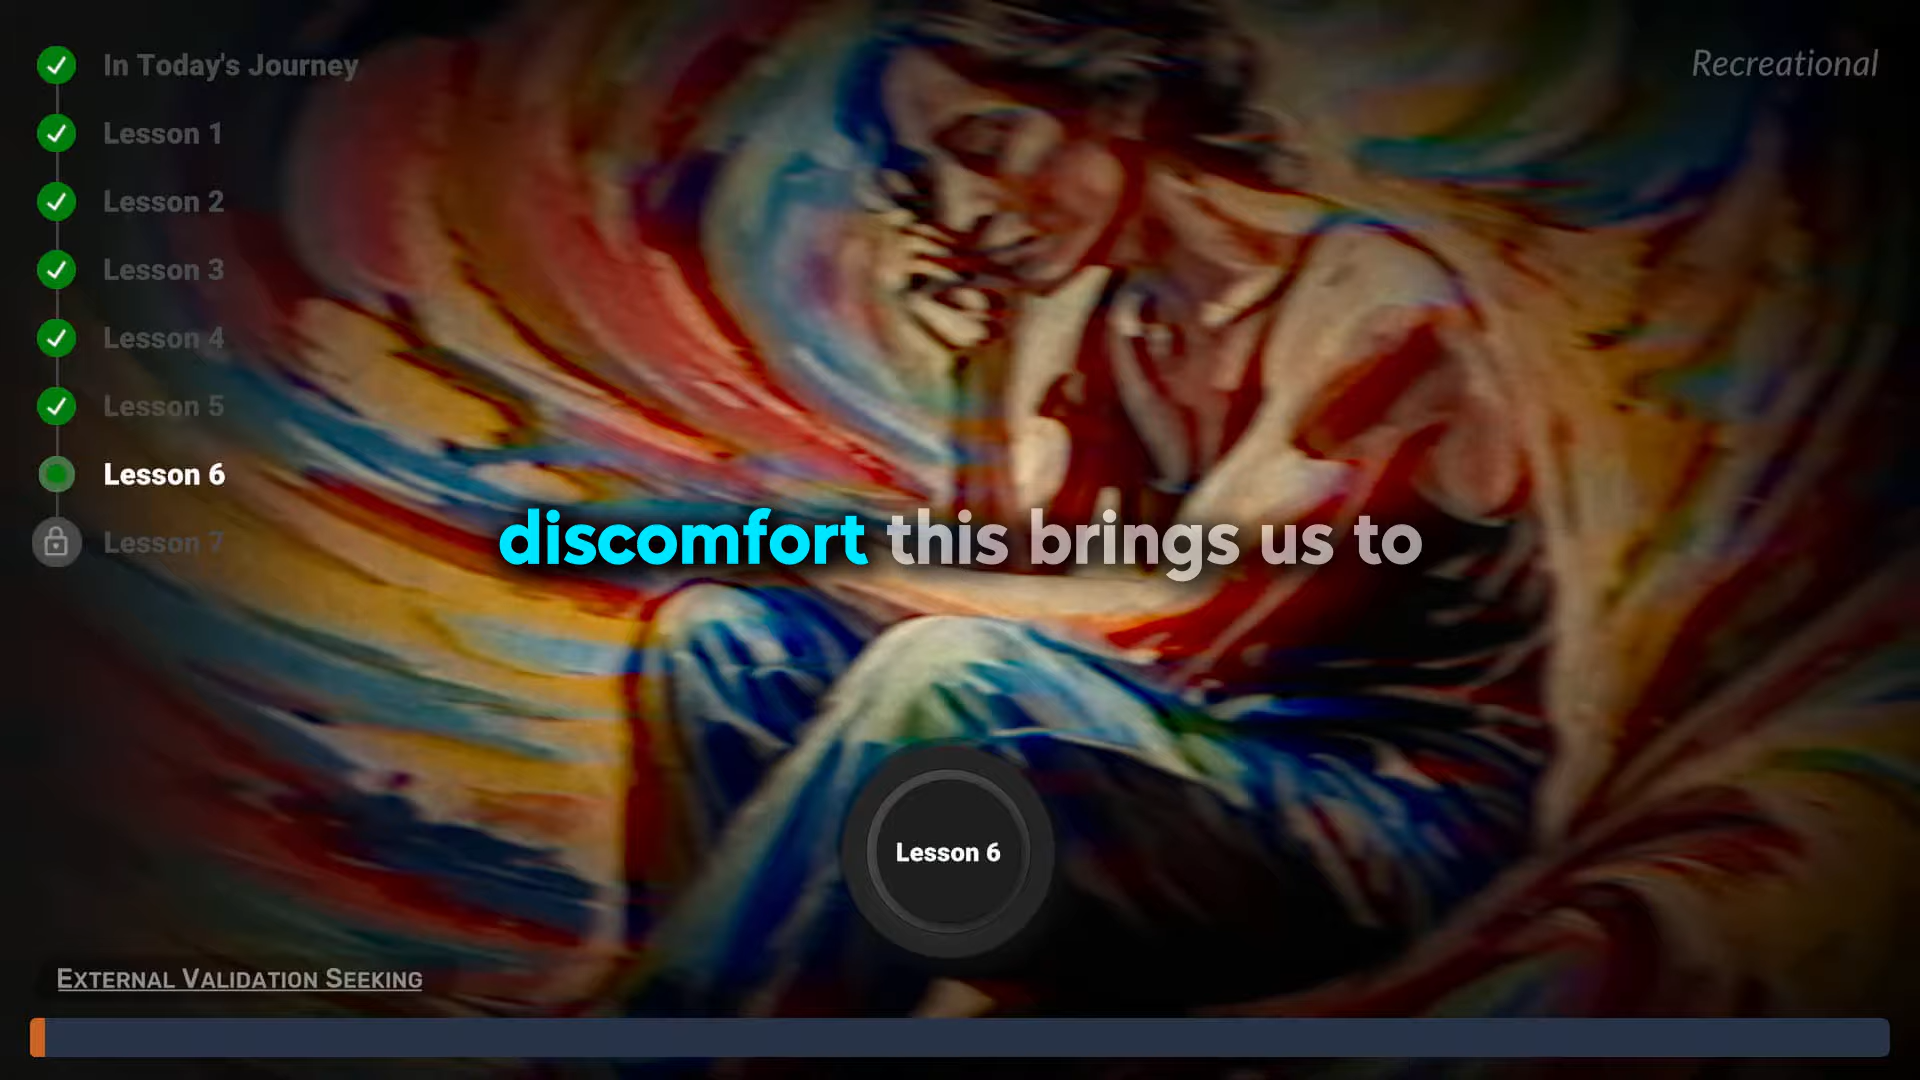 In Today's Journey
Recreational
Lesson 1
Lesson 2
Lesson 3
Lesson 4
Lesson 5
Lesson 6
Lesson 7
discomfort this brings us to
Lesson 6
External Validation Seeking